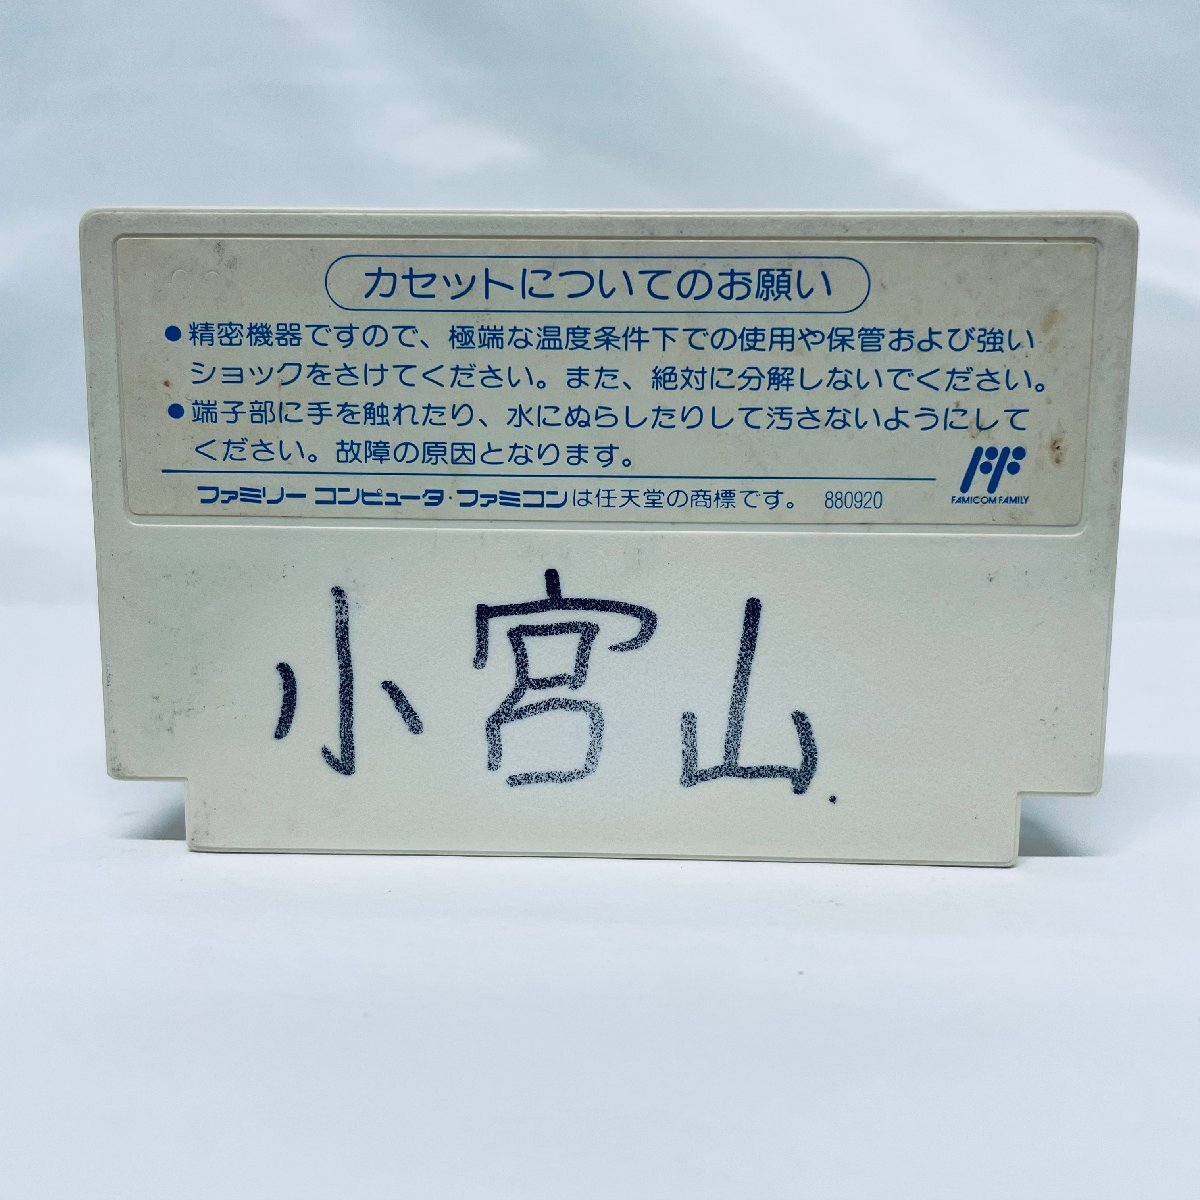 カセットについてのお願い
●精密機器ですので、極端な温度条件下での使用や保管および強い
ショックをさけてください。また、絶対に分解しないでください。
●端子部に手を触れたり、水にぬらしたりして汚さないようにして
ください。故障の原因となります。
FF
FAMICOM FAMILY
ファミリー コンピュータ・ファミコンは任天堂の商標です。 880920
小宮山.